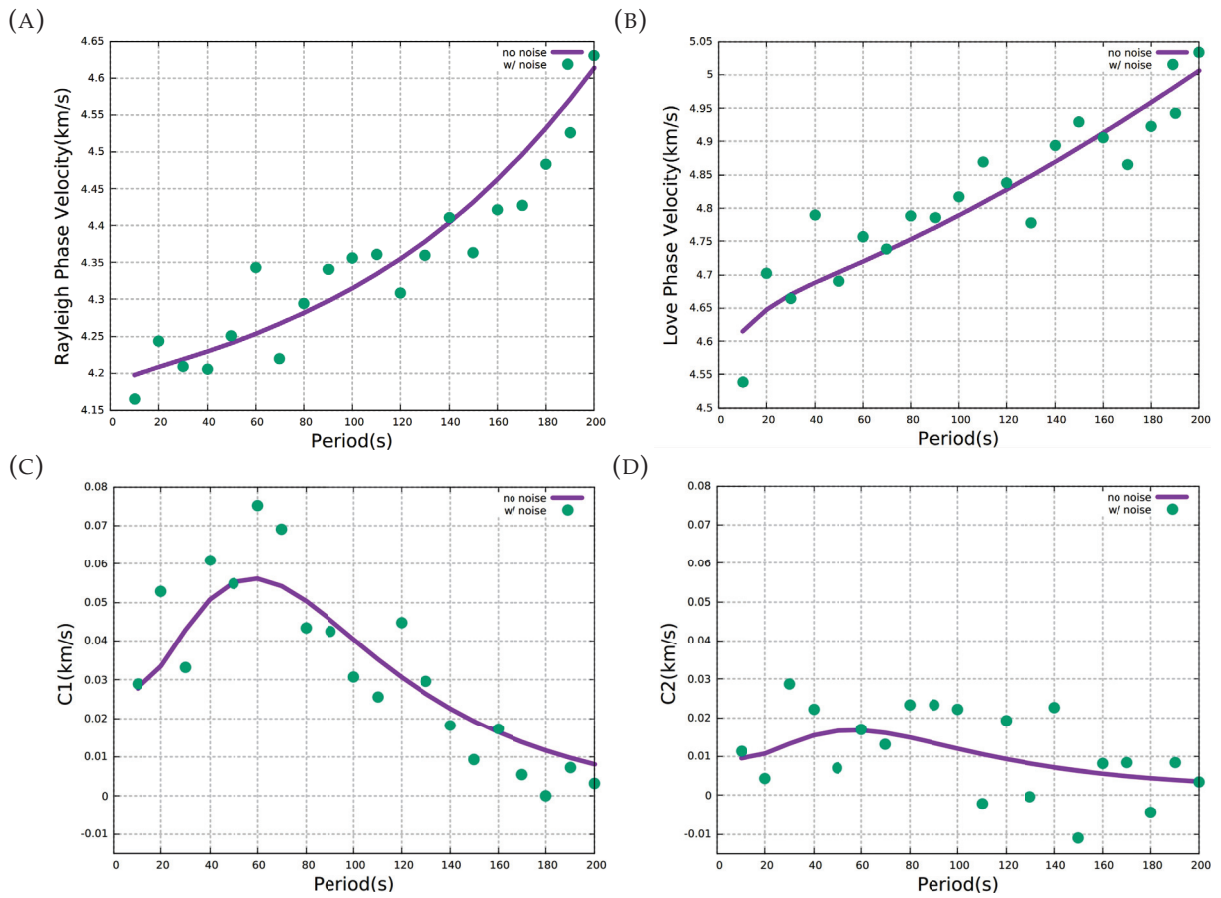 (A)
4.65
4.6
4.55
4.5
4.45
4.4
4.35
4.3
4.25
4.2
4.15
Rayleigh Phase Velocity(km/s)
no noise
w/ noise
0 20 40 60 80 100 120 140 160 180 200
Period(s)
(B)
5.05
5
4.95
4.9
4.85
4.8
4.75
4.7
4.65
4.6
4.55
4.5
Love Phase Velocity(km/s)
no noise
w/ noise
0 20 40 60 80 100 120 140 160 180 200
Period(s)
(C)
0.08
0.07
0.06
0.05
0.04
0.03
0.02
0.01
0
-0.01
C1(km/s)
no noise
w/ noise
0 20 40 60 80 100 120 140 160 180 200
Period(s)
(D)
0.08
0.07
0.06
0.05
0.04
0.03
0.02
0.01
0
-0.01
C2(km/s)
no noise
w/ noise
0 20 40 60 80 100 120 140 160 180 200
Period(s)